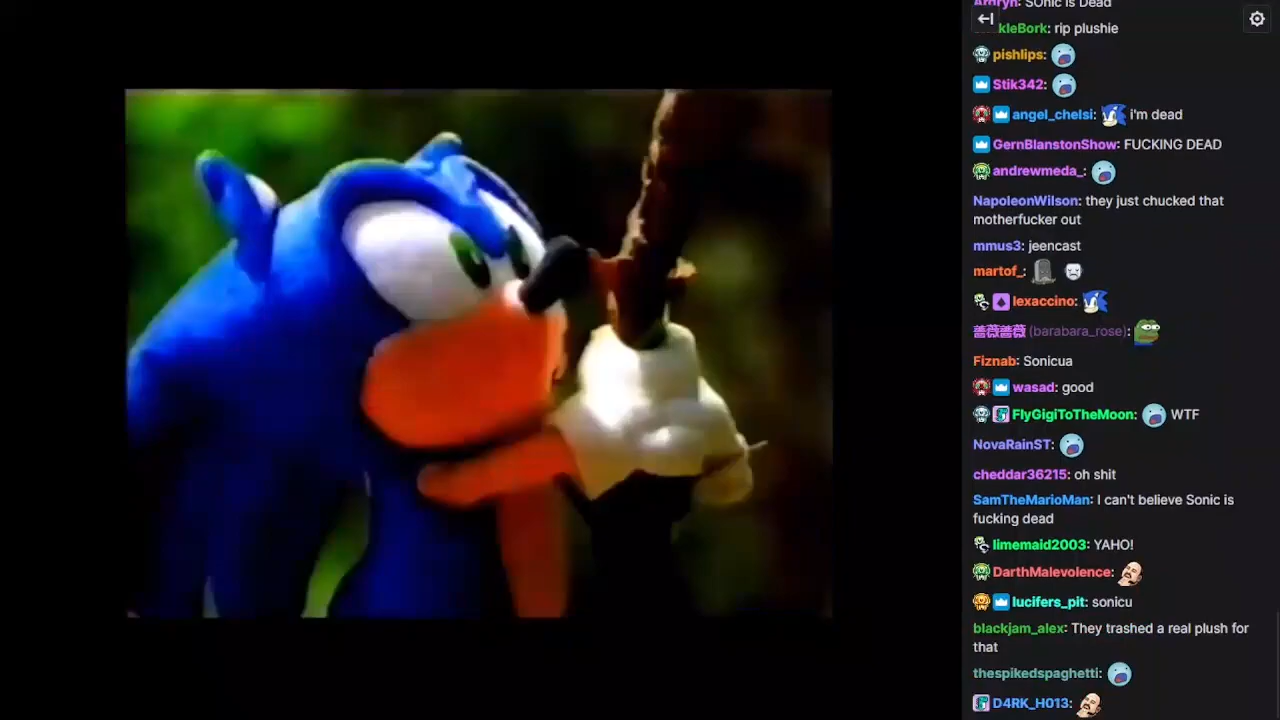 Ardryn: SOnic is Dead
kleBork: rip plushie
pishlips:
Stik342:
angel_chelsi: i'm dead
GernBlanstonShow: FUCKING DEAD
andrewmeda_:
NapoleonWilson: they just chucked that
motherfucker out
mmus3: jeencast
martof_:
lexaccino:
薔薇薔薇 (barabara_rose):
Fiznab: Sonicua
wasad: good
FlyGigiToTheMoon: WTF
NovaRainST:
cheddar36215: oh shit
SamTheMarioMan: I can't believe Sonic is
fucking dead
limemaid2003: YAHO!
DarthMalevolence:
lucifers_pit: sonicu
blackjam_alex: They trashed a real plush for
that
thespikedspaghetti:
D4RK_H013: